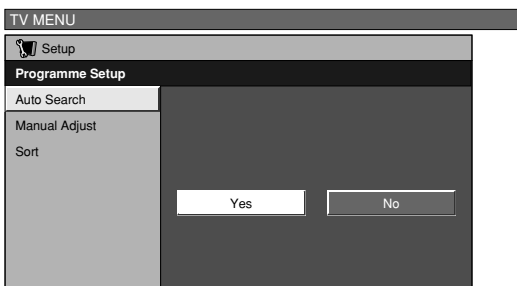 TV MENU
Setup
Programme Setup
Auto Search
Manual Adjust
Sort
Yes No